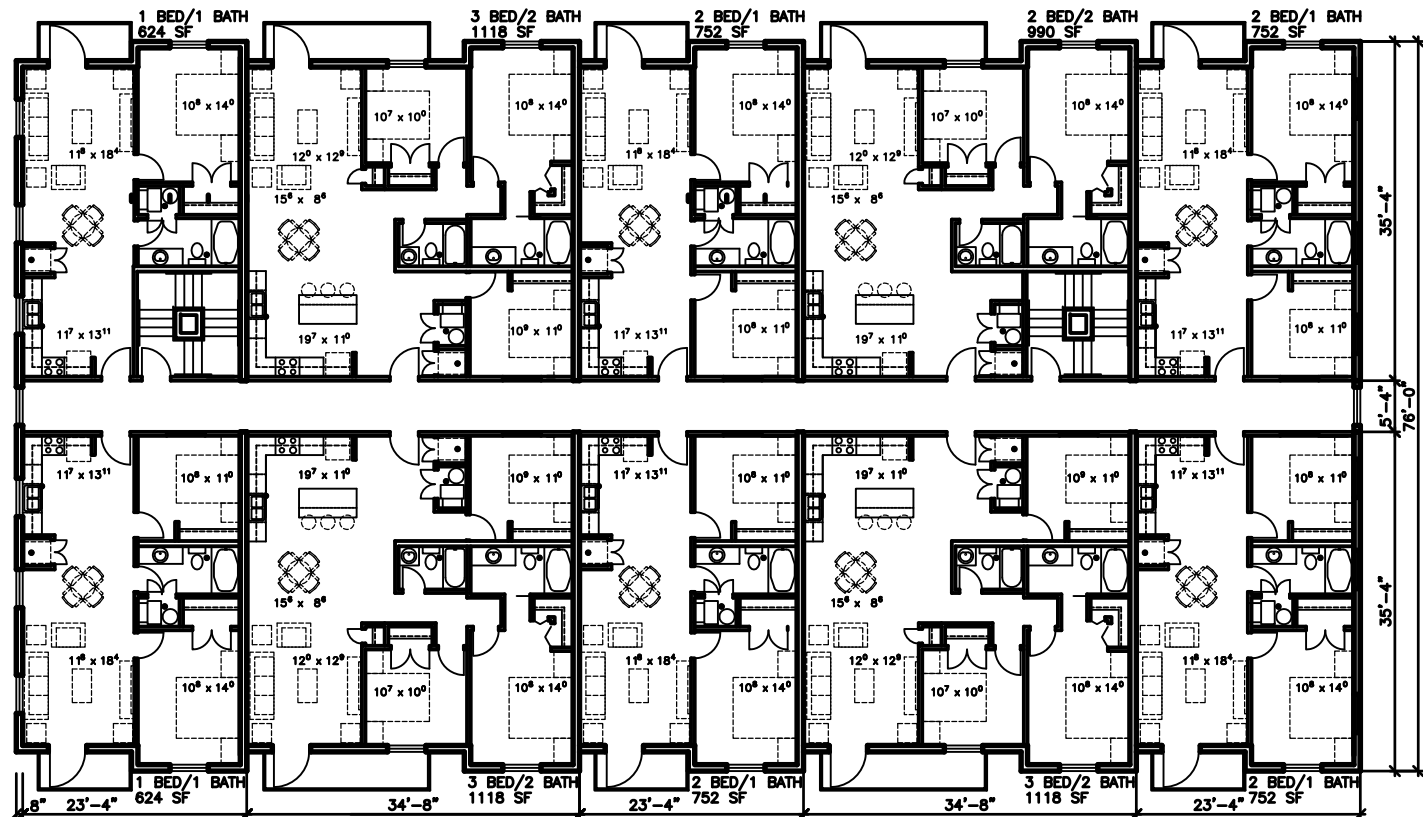 1 BED/1 BATH
624 SF
3 BED/2 BATH
1118 SF
2 BED/1 BATH
752 SF
2 BED/2 BATH
990 SF
2 BED/1 BATH
752 SF
10⁸ x 14⁰
10⁷ x 10⁰
10⁸ x 14⁰
10⁸ x 14⁰
10⁷ x 10⁰
10⁸ x 14⁰
10⁸ x 14⁰
11⁸ x 18⁴
12⁰ x 12⁹
11⁸ x 18⁴
12⁰ x 12⁹
11⁸ x 18⁴
15⁶ x 8⁶
15⁶ x 8⁶
35'-4"
11⁷ x 13¹¹
19⁷ x 11⁰
10⁹ x 11⁰
11⁷ x 13¹¹
10⁸ x 11⁰
19⁷ x 11⁰
11⁷ x 13¹¹
10⁸ x 11⁰
5'-4"
76'-0"
11⁷ x 13¹¹
10⁸ x 11⁰
19⁷ x 11⁰
10⁹ x 11⁰
11⁷ x 13¹¹
10⁸ x 11⁰
19⁷ x 11⁰
10⁹ x 11⁰
11⁷ x 13¹¹
10⁸ x 11⁰
15⁶ x 8⁶
15⁶ x 8⁶
35'-4"
11⁸ x 18⁴
12⁰ x 12⁹
11⁸ x 18⁴
12⁰ x 12⁹
11⁸ x 18⁴
10⁸ x 14⁰
10⁷ x 10⁰
10⁸ x 14⁰
10⁸ x 14⁰
10⁷ x 10⁰
10⁸ x 14⁰
10⁸ x 14⁰
1 BED/1 BATH
624 SF
3 BED/2 BATH
1118 SF
2 BED/1 BATH
752 SF
3 BED/2 BATH
1118 SF
2 BED/1 BATH
752 SF
8"
23'-4"
34'-8"
23'-4"
34'-8"
23'-4"